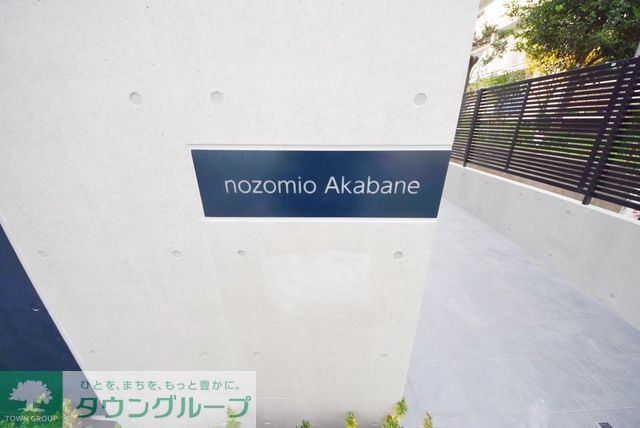 nozomio Akabane
ひとを、まちを、もっと豊かに。
タウングループ
TOWN GROUP